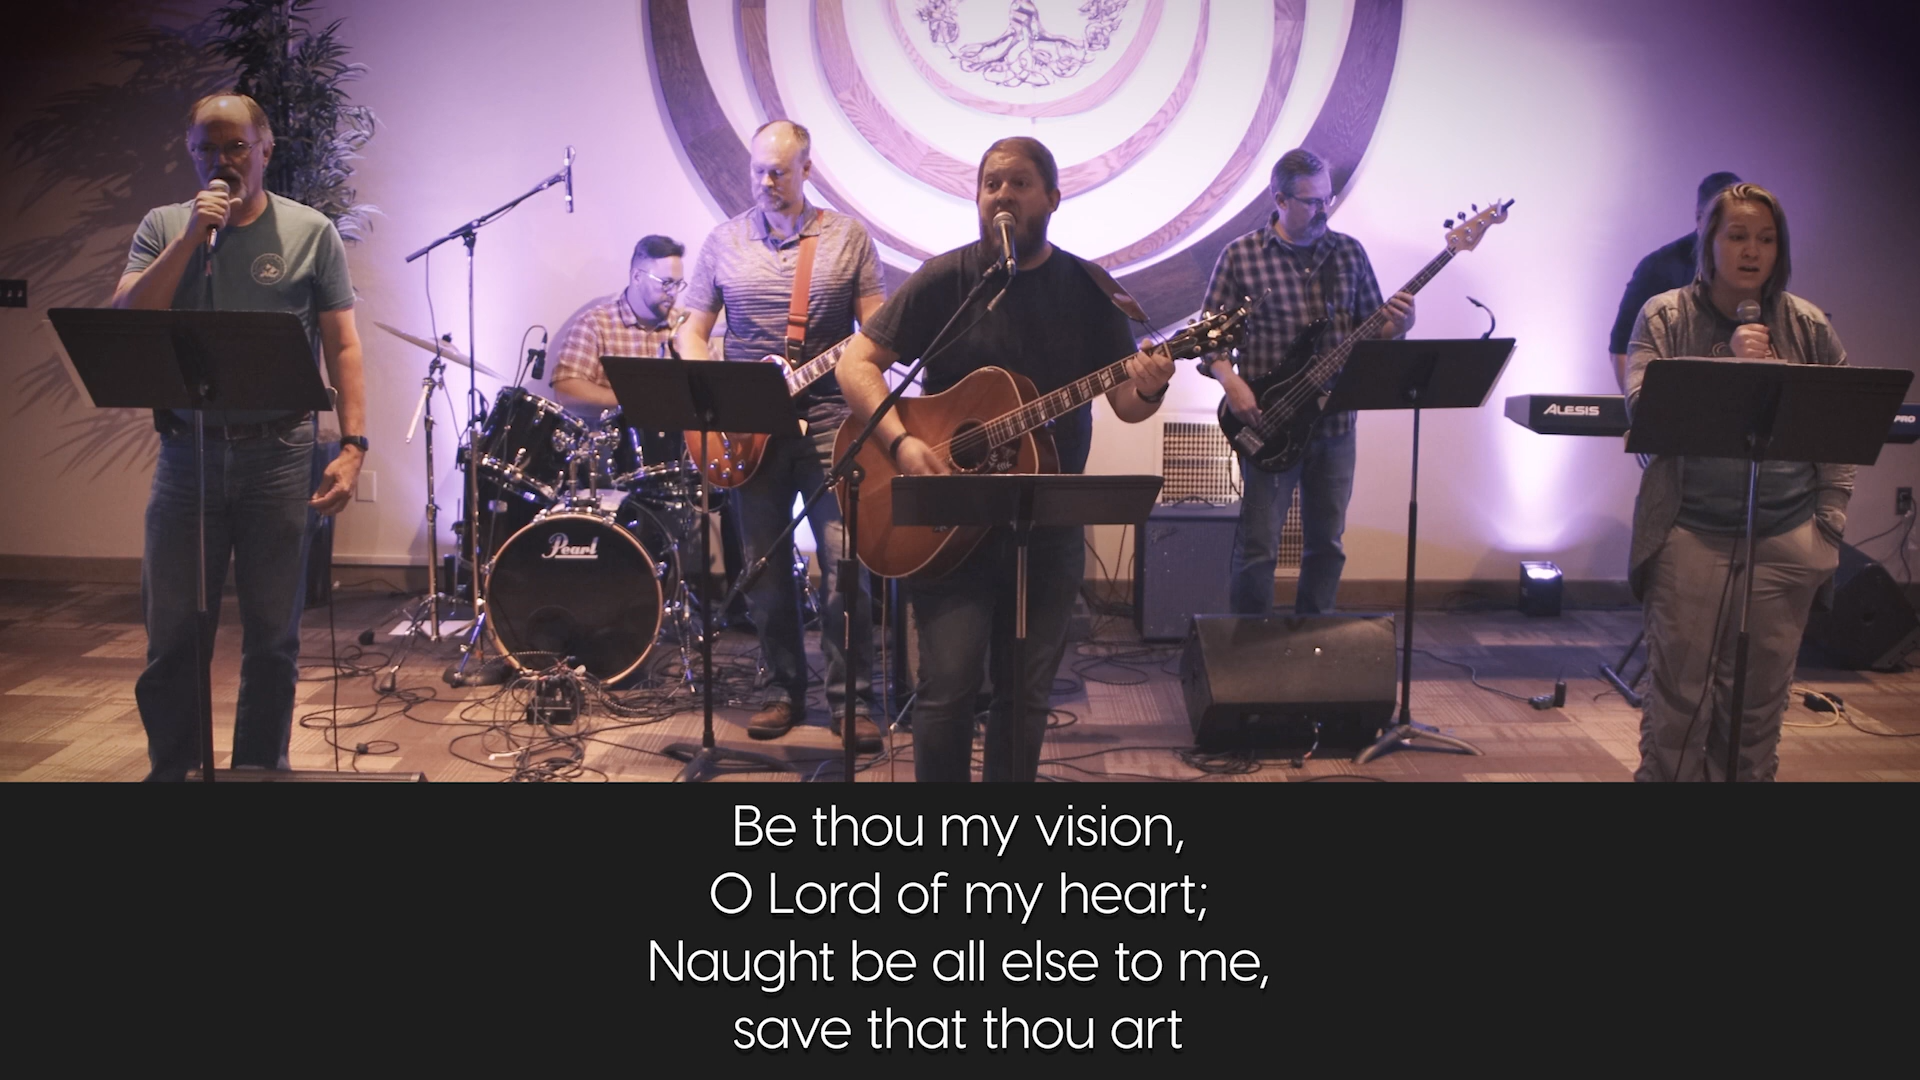 ALESIS
PRO
Pearl
Be thou my vision,
O Lord of my heart;
Naught be all else to me,
save that thou art